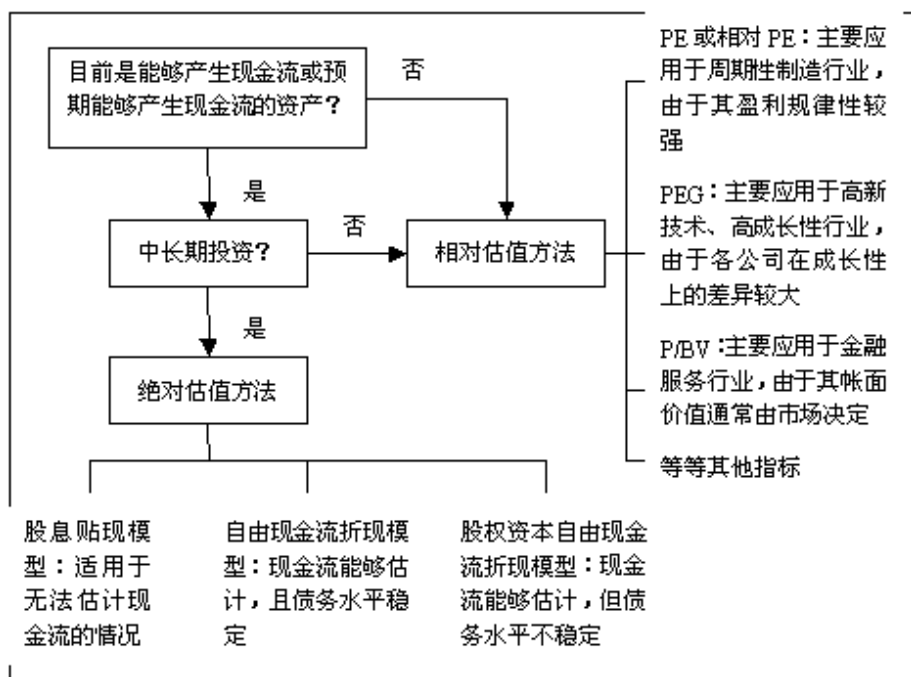 目前是能够产生现金流或预
期能够产生现金流的资产？
否
是
中长期投资？
否
相对估值方法
是
绝对估值方法
PE 或相对 PE：主要应
用于周期性制造行业，
由于其盈利规律性较
强
PEG：主要应用于高新
技术、高成长性行业，
由于各公司在成长性
上的差异较大
P/BV：主要应用于金融
服务行业，由于其帐面
价值通常由市场决定
等等其他指标
股息贴现模
型：适用于
无法估计现
金流的情况
自由现金流折现模
型：现金流能够估
计，且债务水平稳
定
股权资本自由现金
流折现模型：现金
流能够估计，但债
务水平不稳定